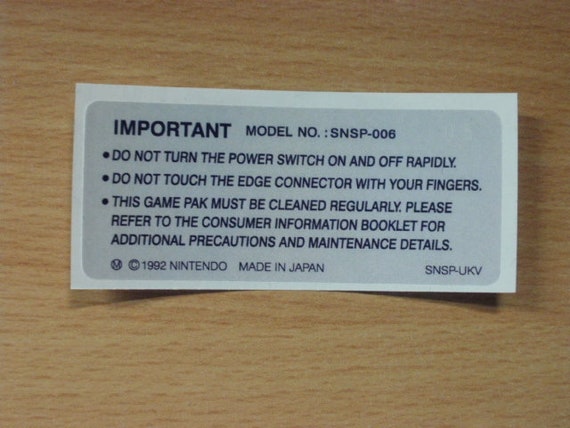 IMPORTANT MODEL NO. : SNSP-006
• DO NOT TURN THE POWER SWITCH ON AND OFF RAPIDLY.
• DO NOT TOUCH THE EDGE CONNECTOR WITH YOUR FINGERS.
• THIS GAME PAK MUST BE CLEANED REGULARLY. PLEASE
REFER TO THE CONSUMER INFORMATION BOOKLET FOR
ADDITIONAL PRECAUTIONS AND MAINTENANCE DETAILS.
Ⓜ ©1992 NINTENDO MADE IN JAPAN SNSP-UKV